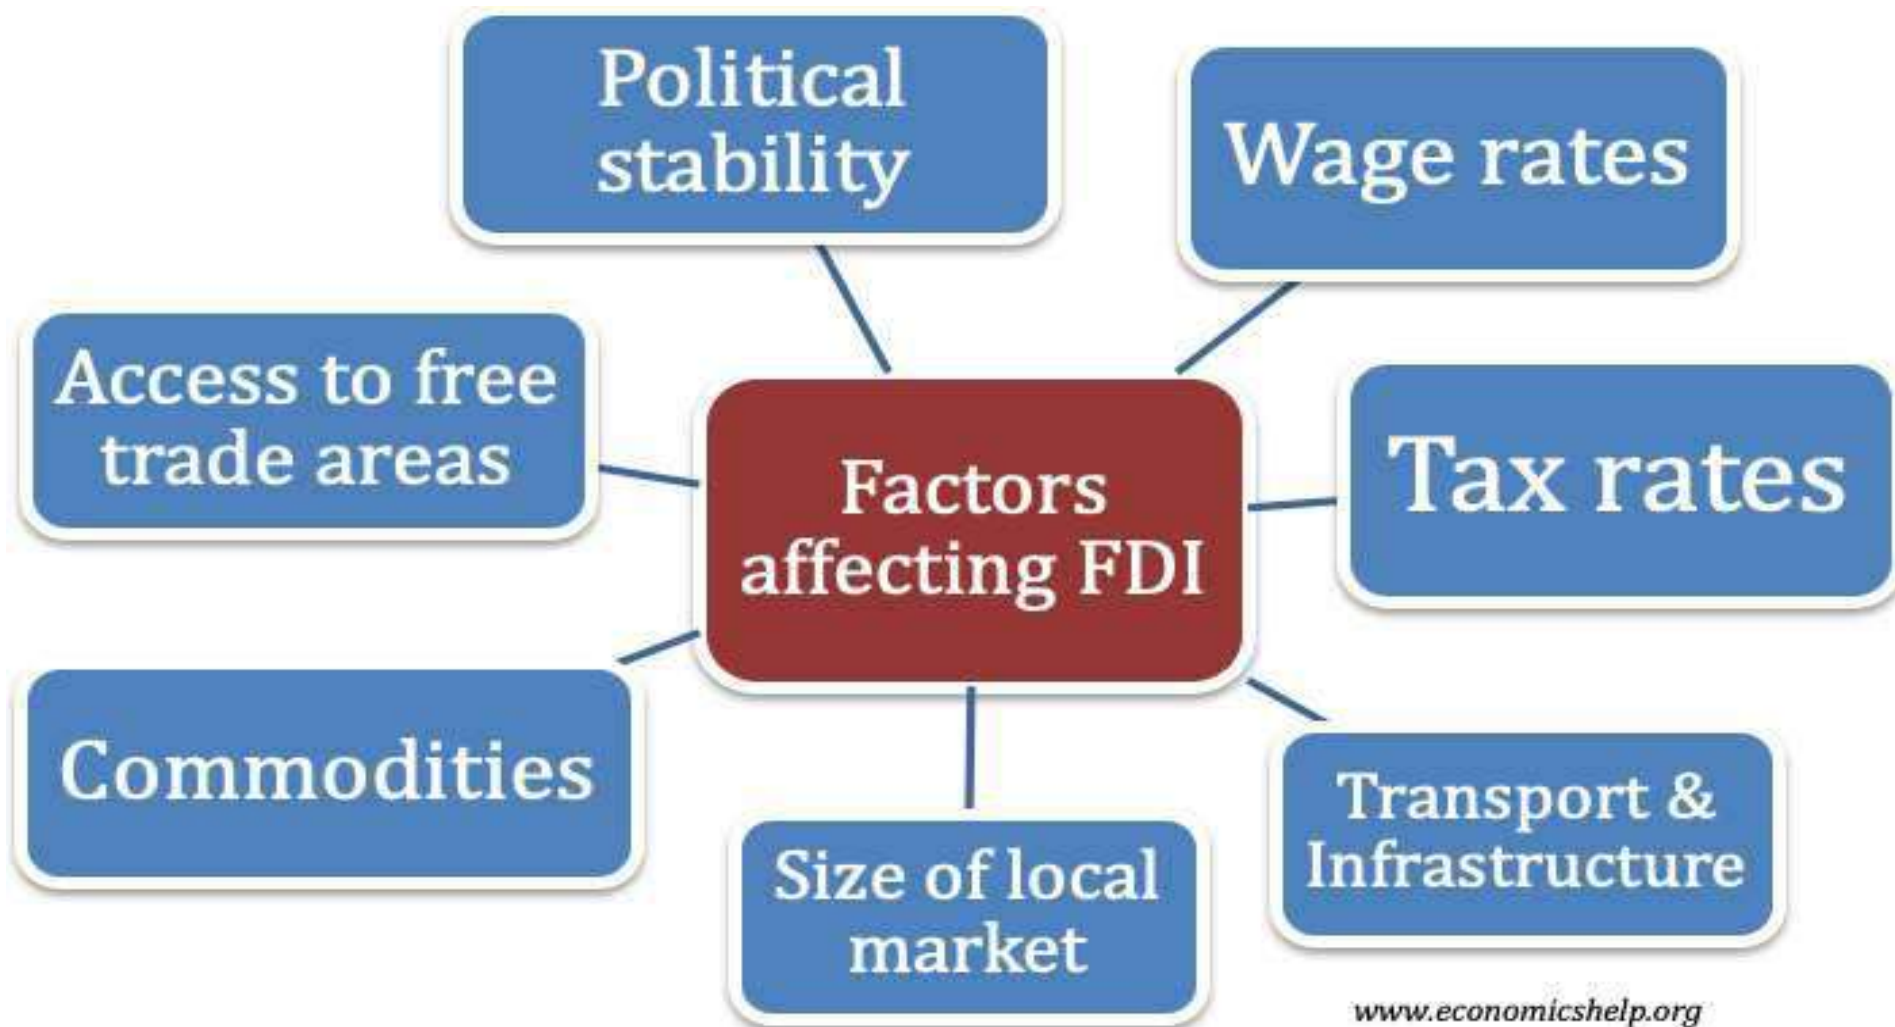 Political
stability
Wage rates
Access to free
trade areas
Factors
affecting FDI
Tax rates
Commodities
Size of local
market
Transport &
Infrastructure
www.economicshelp.org